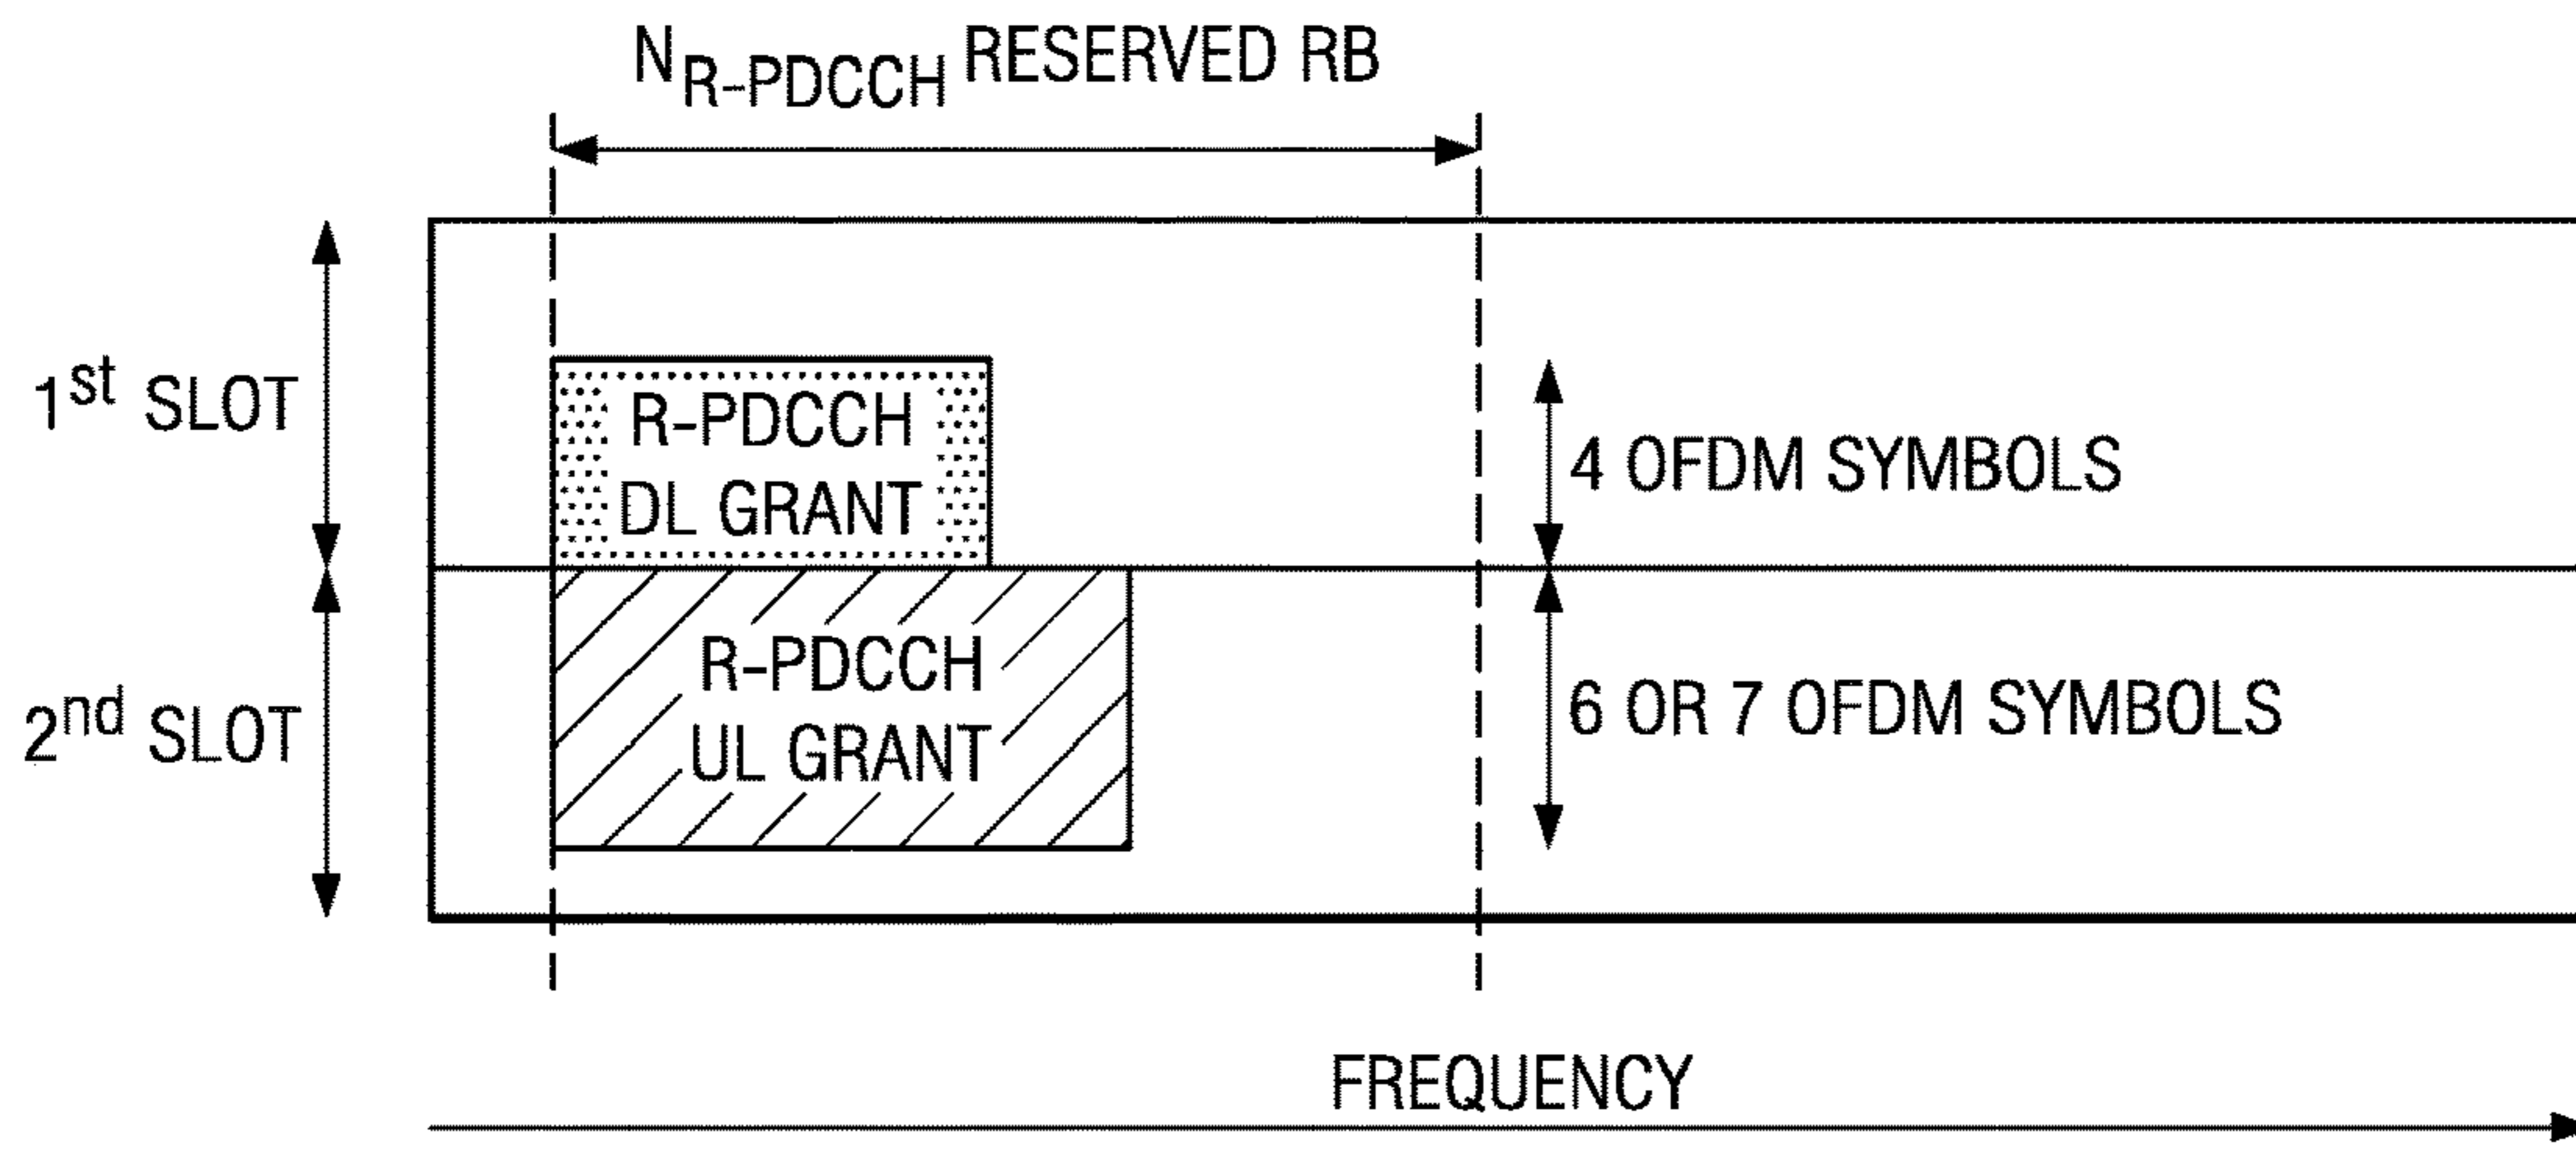 N R-PDCCH RESERVED RB
1st SLOT
R-PDCCH
DL GRANT
4 OFDM SYMBOLS
2nd SLOT
R-PDCCH
UL GRANT
6 OR 7 OFDM SYMBOLS
FREQUENCY